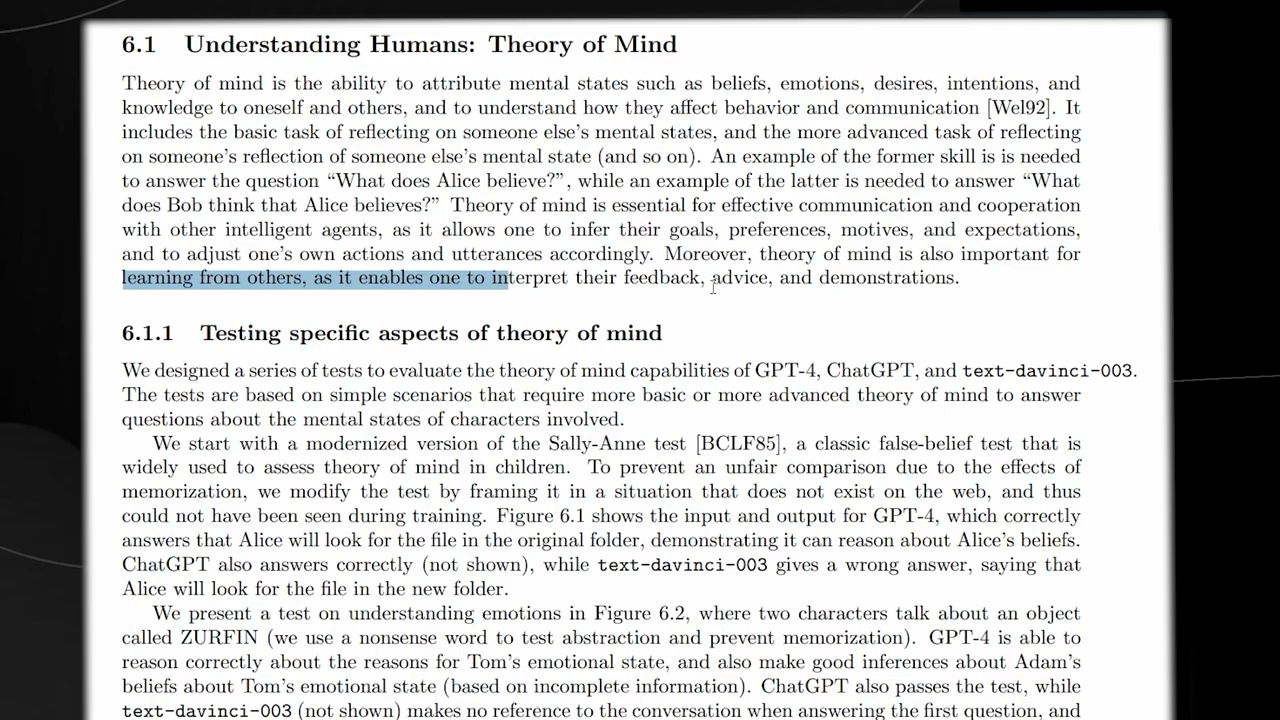 6.1 Understanding Humans: Theory of Mind
Theory of mind is the ability to attribute mental states such as beliefs, emotions, desires, intentions, and
knowledge to oneself and others, and to understand how they affect behavior and communication [Wel92]. It
includes the basic task of reflecting on someone else's mental states, and the more advanced task of reflecting
on someone's reflection of someone else's mental state (and so on). An example of the former skill is is needed
to answer the question “What does Alice believe?”, while an example of the latter is needed to answer “What
does Bob think that Alice believes?” Theory of mind is essential for effective communication and cooperation
with other intelligent agents, as it allows one to infer their goals, preferences, motives, and expectations,
and to adjust one's own actions and utterances accordingly. Moreover, theory of mind is also important for
learning from others, as it enables one to interpret their feedback, advice, and demonstrations.
6.1.1 Testing specific aspects of theory of mind
We designed a series of tests to evaluate the theory of mind capabilities of GPT-4, ChatGPT, and text-davinci-003.
The tests are based on simple scenarios that require more basic or more advanced theory of mind to answer
questions about the mental states of characters involved.
We start with a modernized version of the Sally-Anne test [BCLF85], a classic false-belief test that is
widely used to assess theory of mind in children. To prevent an unfair comparison due to the effects of
memorization, we modify the test by framing it in a situation that does not exist on the web, and thus
could not have been seen during training. Figure 6.1 shows the input and output for GPT-4, which correctly
answers that Alice will look for the file in the original folder, demonstrating it can reason about Alice's beliefs.
ChatGPT also answers correctly (not shown), while text-davinci-003 gives a wrong answer, saying that
Alice will look for the file in the new folder.
We present a test on understanding emotions in Figure 6.2, where two characters talk about an object
called ZURFIN (we use a nonsense word to test abstraction and prevent memorization). GPT-4 is able to
reason correctly about the reasons for Tom's emotional state, and also make good inferences about Adam's
beliefs about Tom's emotional state (based on incomplete information). ChatGPT also passes the test, while
text-davinci-003 (not shown) makes no reference to the conversation when answering the first question, and